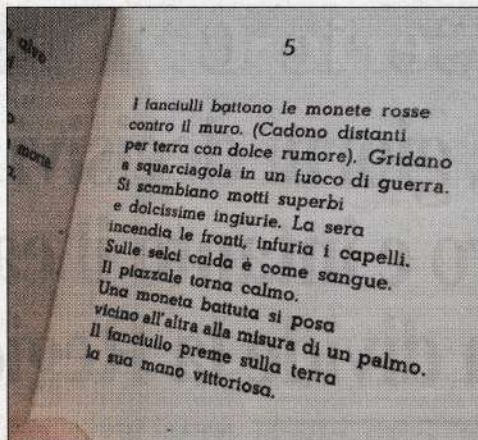 5
I fanciulli battono le monete rosse
contro il muro. (Cadono distanti
per terra con dolce rumore). Gridano
a squarciagola in un fuoco di guerra.
Si scambiano motti superbi
e dolcissime ingiurie. La sera
incendia le fronti, infuria i capelli.
Sulle selci calda è come sangue.
Il piazzale torna calmo.
Una moneta battuta si posa
vicino all'altra alla misura di un palmo.
Il fanciullo preme sulla terra
la sua mano vittoriosa.